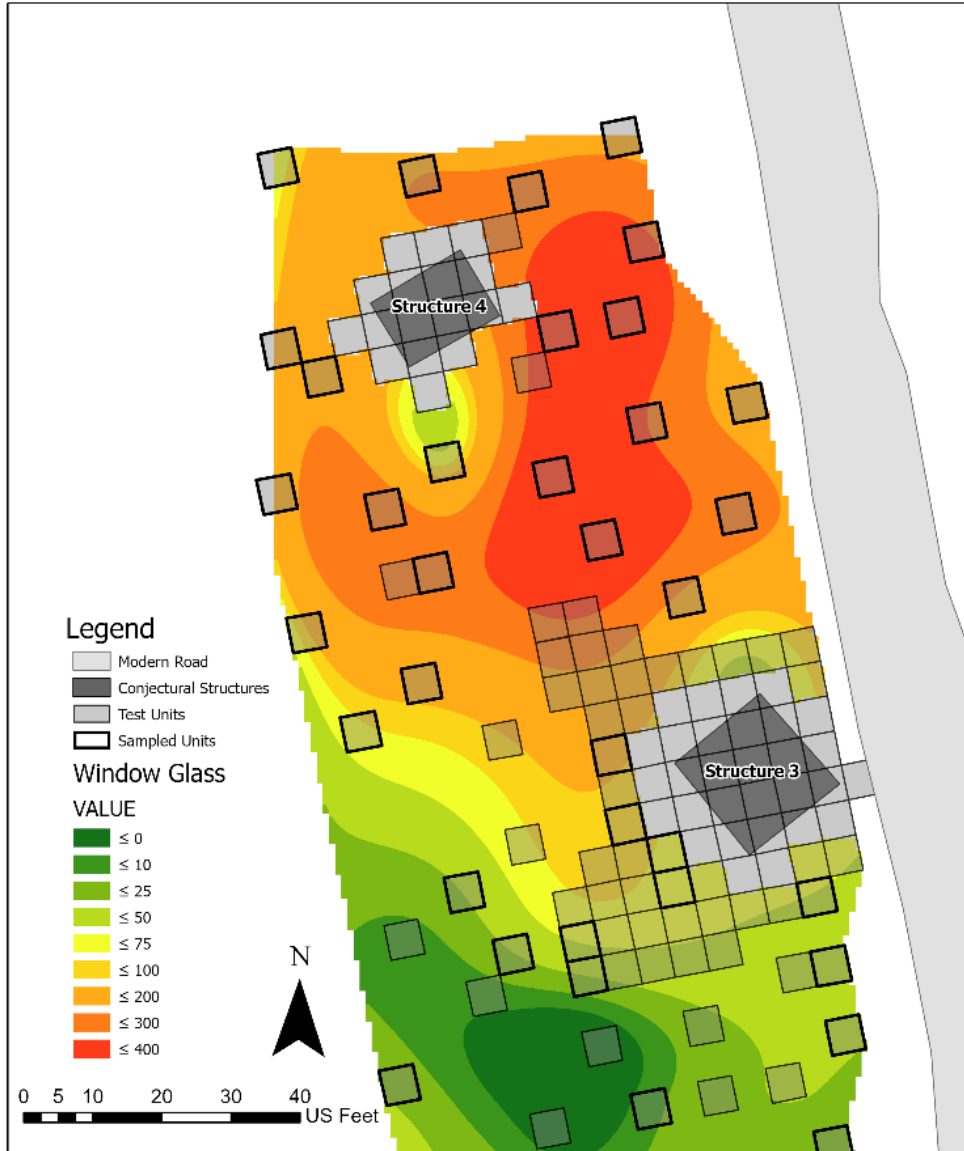 Structure 4
Structure 3
Legend
Modern Road
Conjectural Structures
Test Units
Sampled Units
Window Glass
VALUE
≤ 0
≤ 10
≤ 25
≤ 50
≤ 75
≤ 100
≤ 200
≤ 300
≤ 400
N
0 5 10 20 30 40
US Feet